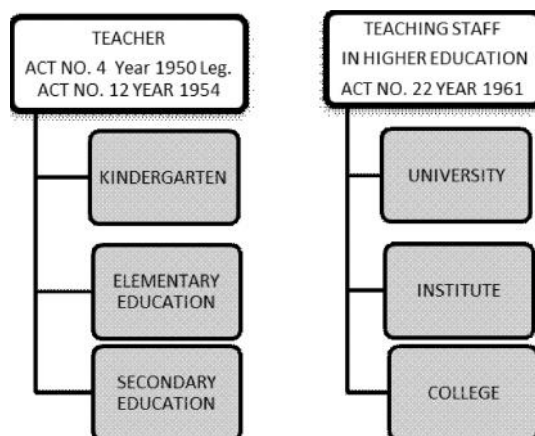 TEACHER
ACT NO. 4 Year 1950 Leg.
ACT NO. 12 YEAR 1954
KINDERGARTEN
ELEMENTARY
EDUCATION
SECONDARY
EDUCATION
TEACHING STAFF
IN HIGHER EDUCATION
ACT NO. 22 YEAR 1961
UNIVERSITY
INSTITUTE
COLLEGE